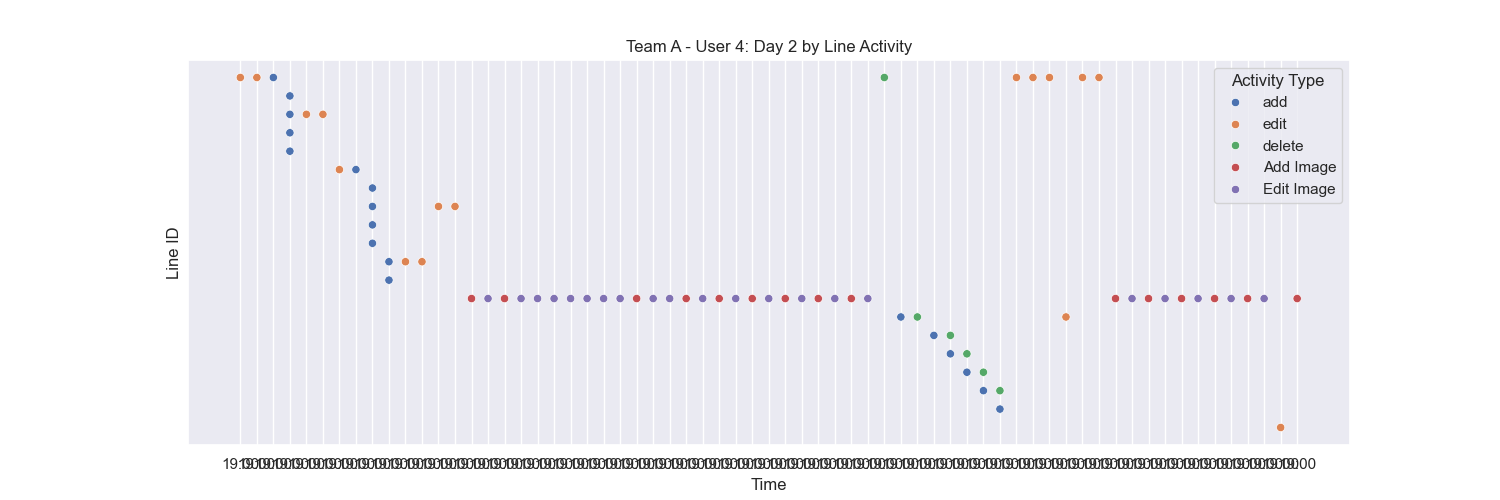 Team A - User 4: Day 2 by Line Activity
Activity Type
add
edit
delete
Add Image
Edit Image
Line ID
Time